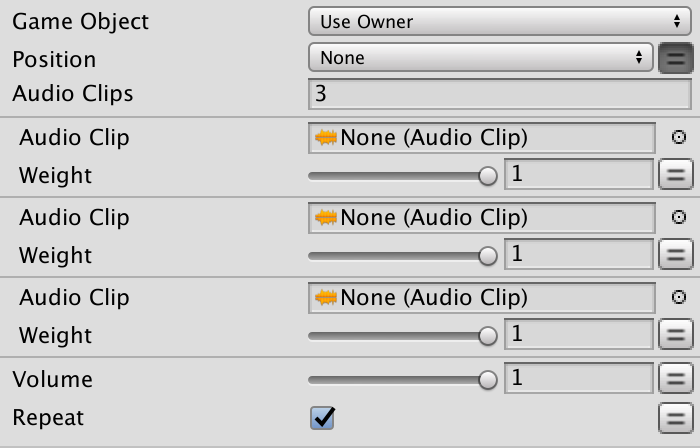 Game Object Use Owner
Position None
Audio Clips 3
Audio Clip None (Audio Clip)
Weight 1
Audio Clip None (Audio Clip)
Weight 1
Audio Clip None (Audio Clip)
Weight 1
Volume 1
Repeat